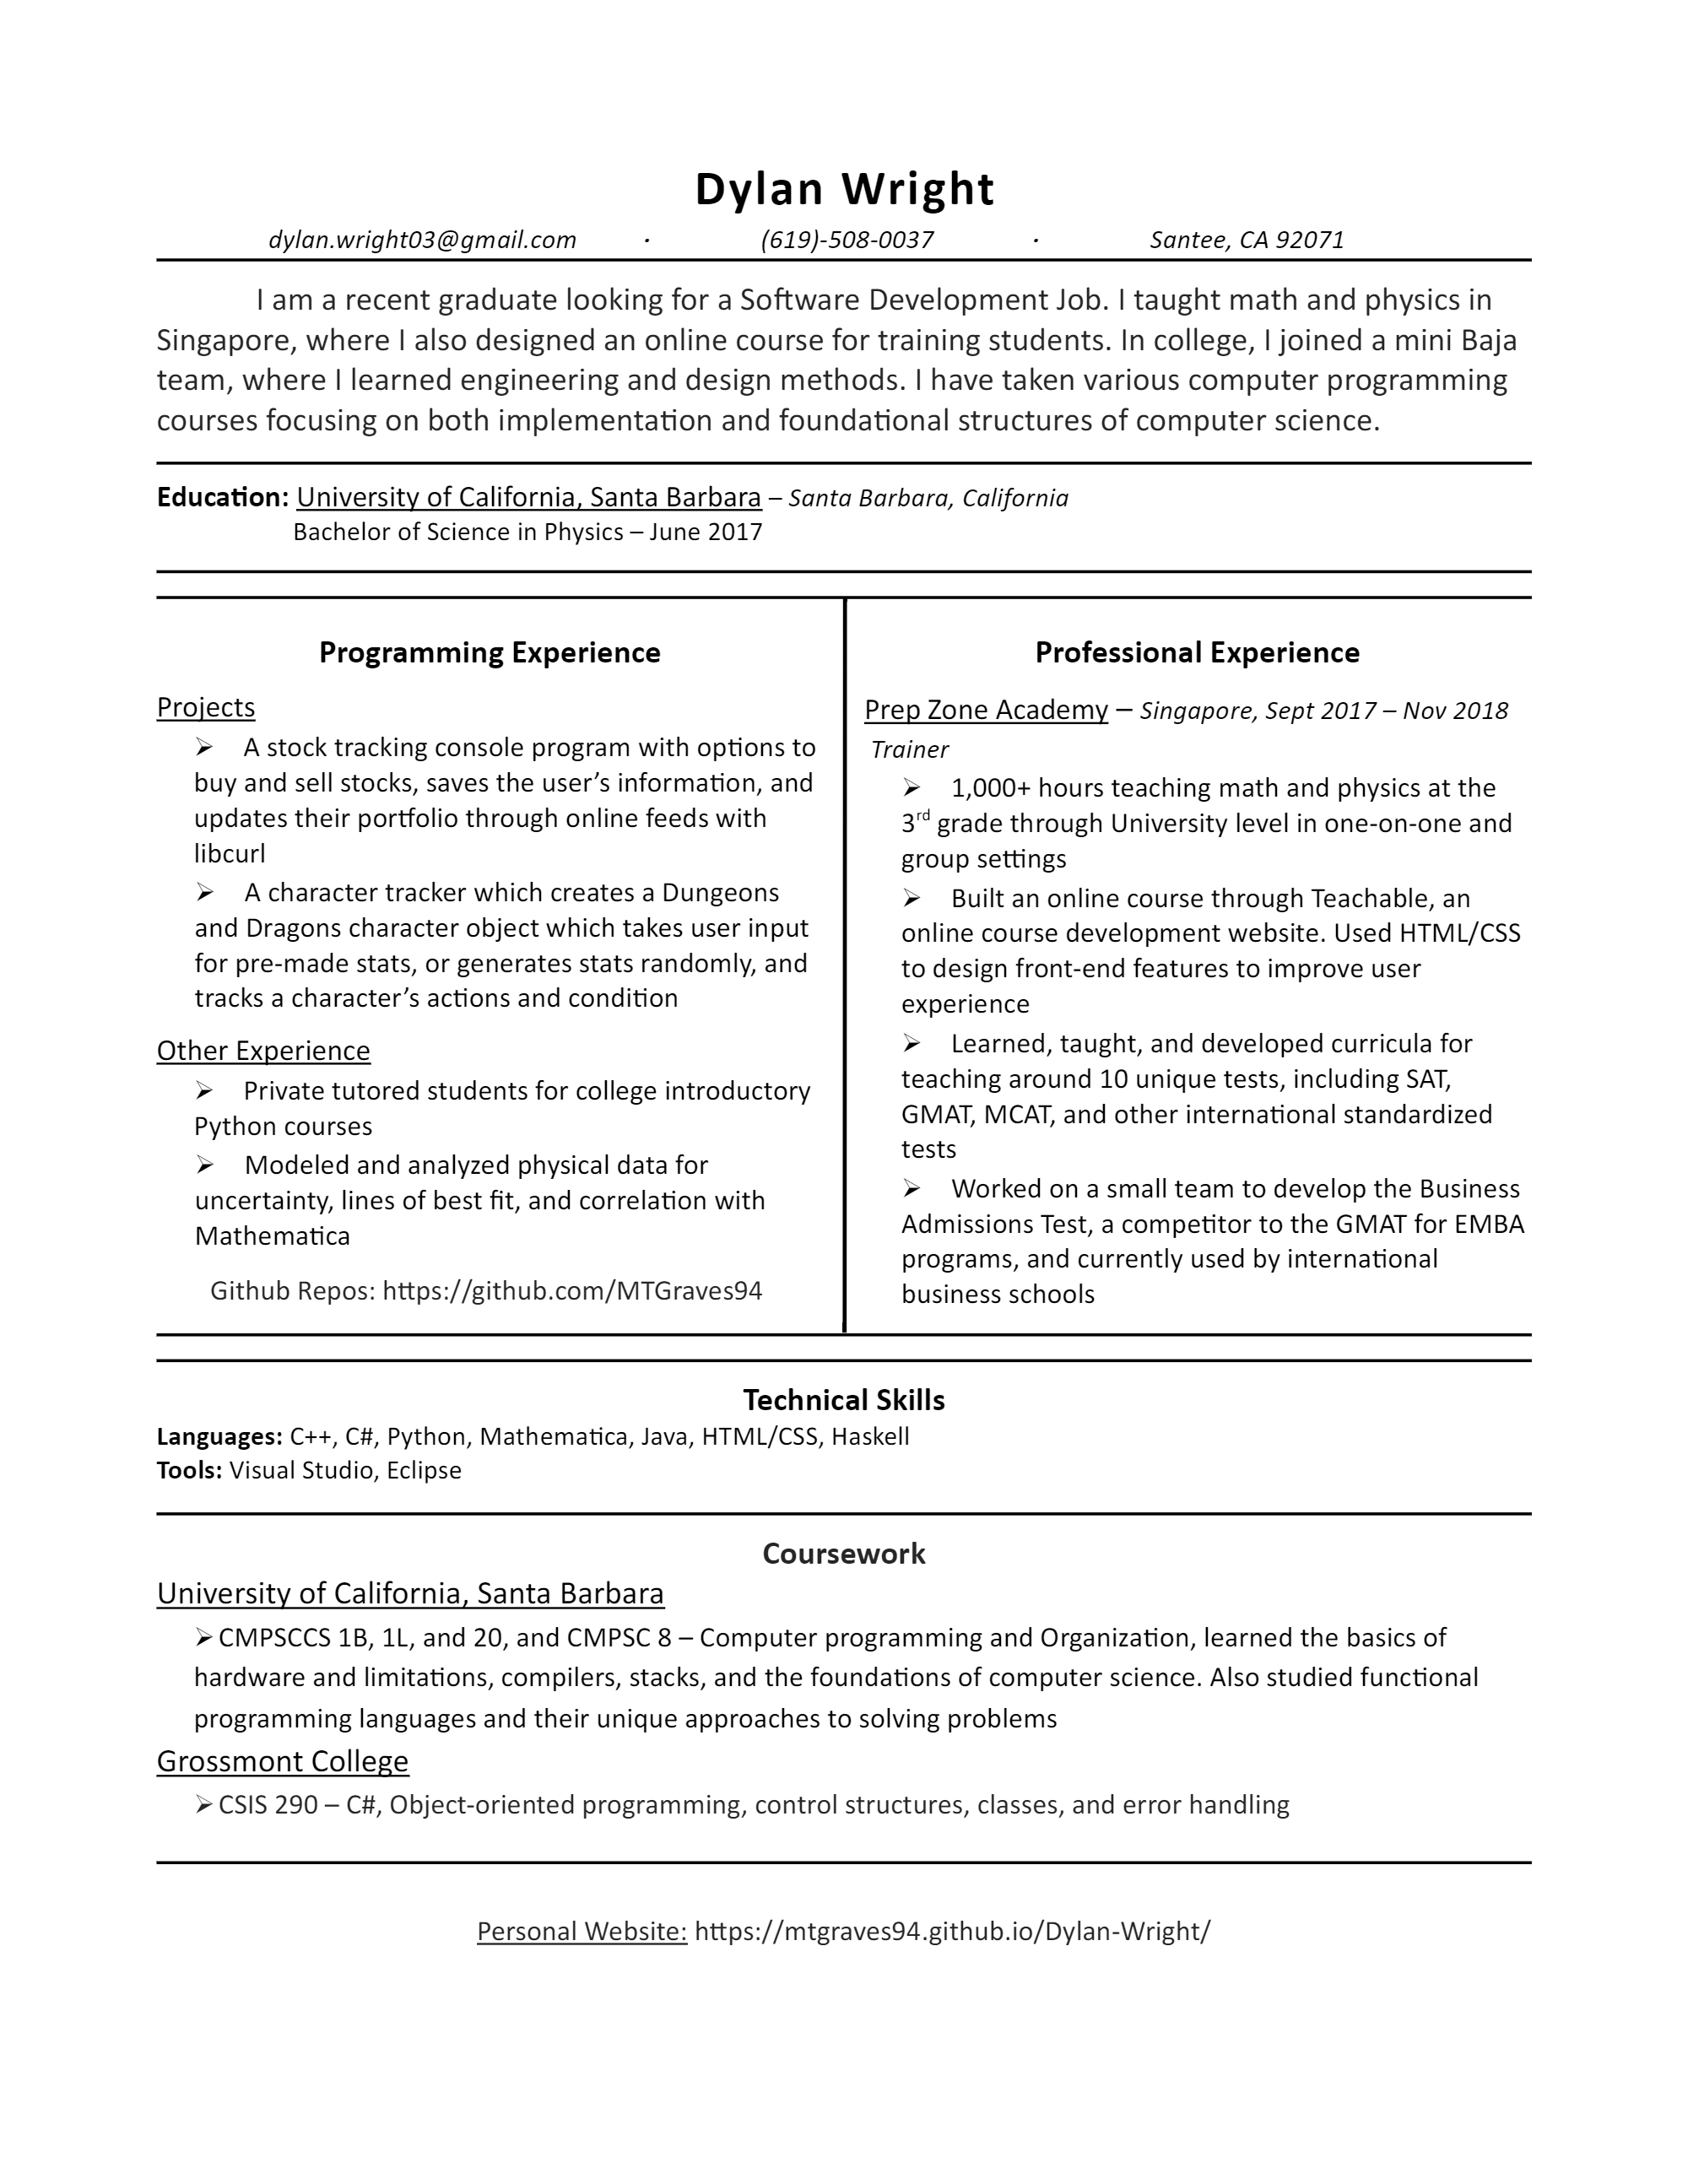 Dylan Wright
dylan.wright03@gmail.com · (619)-508-0037 · Santee, CA 92071
I am a recent graduate looking for a Software Development Job. I taught math and physics in
Singapore, where I also designed an online course for training students. In college, I joined a mini Baja
team, where I learned engineering and design methods. I have taken various computer programming
courses focusing on both implementation and foundational structures of computer science.
Education: University of California, Santa Barbara – Santa Barbara, California
Bachelor of Science in Physics – June 2017
Programming Experience
Projects
➢ A stock tracking console program with options to
buy and sell stocks, saves the user’s information, and
updates their portfolio through online feeds with
libcurl
➢ A character tracker which creates a Dungeons
and Dragons character object which takes user input
for pre-made stats, or generates stats randomly, and
tracks a character’s actions and condition
Other Experience
➢ Private tutored students for college introductory
Python courses
➢ Modeled and analyzed physical data for
uncertainty, lines of best fit, and correlation with
Mathematica
Github Repos: https://github.com/MTGraves94
Professional Experience
Prep Zone Academy – Singapore, Sept 2017 – Nov 2018
Trainer
➢ 1,000+ hours teaching math and physics at the
3rd grade through University level in one-on-one and
group settings
➢ Built an online course through Teachable, an
online course development website. Used HTML/CSS
to design front-end features to improve user
experience
➢ Learned, taught, and developed curricula for
teaching around 10 unique tests, including SAT,
GMAT, MCAT, and other international standardized
tests
➢ Worked on a small team to develop the Business
Admissions Test, a competitor to the GMAT for EMBA
programs, and currently used by international
business schools
Technical Skills
Languages: C++, C#, Python, Mathematica, Java, HTML/CSS, Haskell
Tools: Visual Studio, Eclipse
Coursework
University of California, Santa Barbara
➢ CMPSCCS 1B, 1L, and 20, and CMPSC 8 – Computer programming and Organization, learned the basics of
hardware and limitations, compilers, stacks, and the foundations of computer science. Also studied functional
programming languages and their unique approaches to solving problems
Grossmont College
➢ CSIS 290 – C#, Object-oriented programming, control structures, classes, and error handling
Personal Website: https://mtgraves94.github.io/Dylan-Wright/